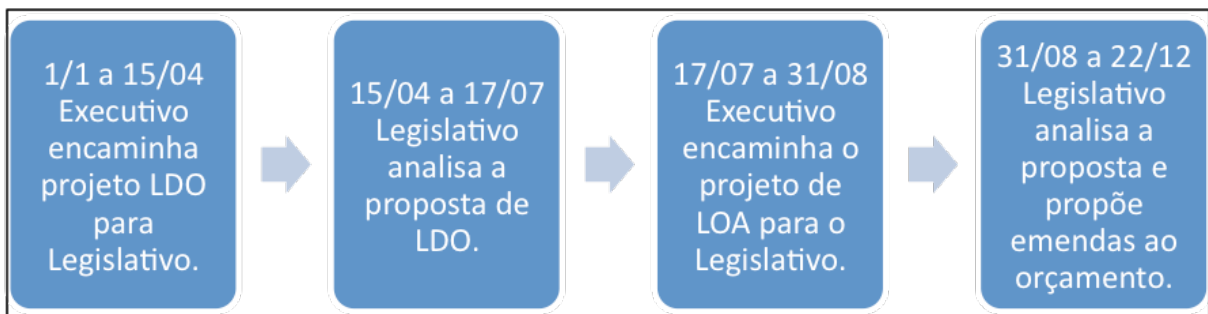 1/1 a 15/04
Executivo
encaminha
projeto LDO
para
Legislativo.
15/04 a 17/07
Legislativo
analisa a
proposta de
LDO.
17/07 a 31/08
Executivo
encaminha o
projeto de
LOA para o
Legislativo.
31/08 a 22/12
Legislativo
analisa a
proposta e
propõe
emendas ao
orçamento.